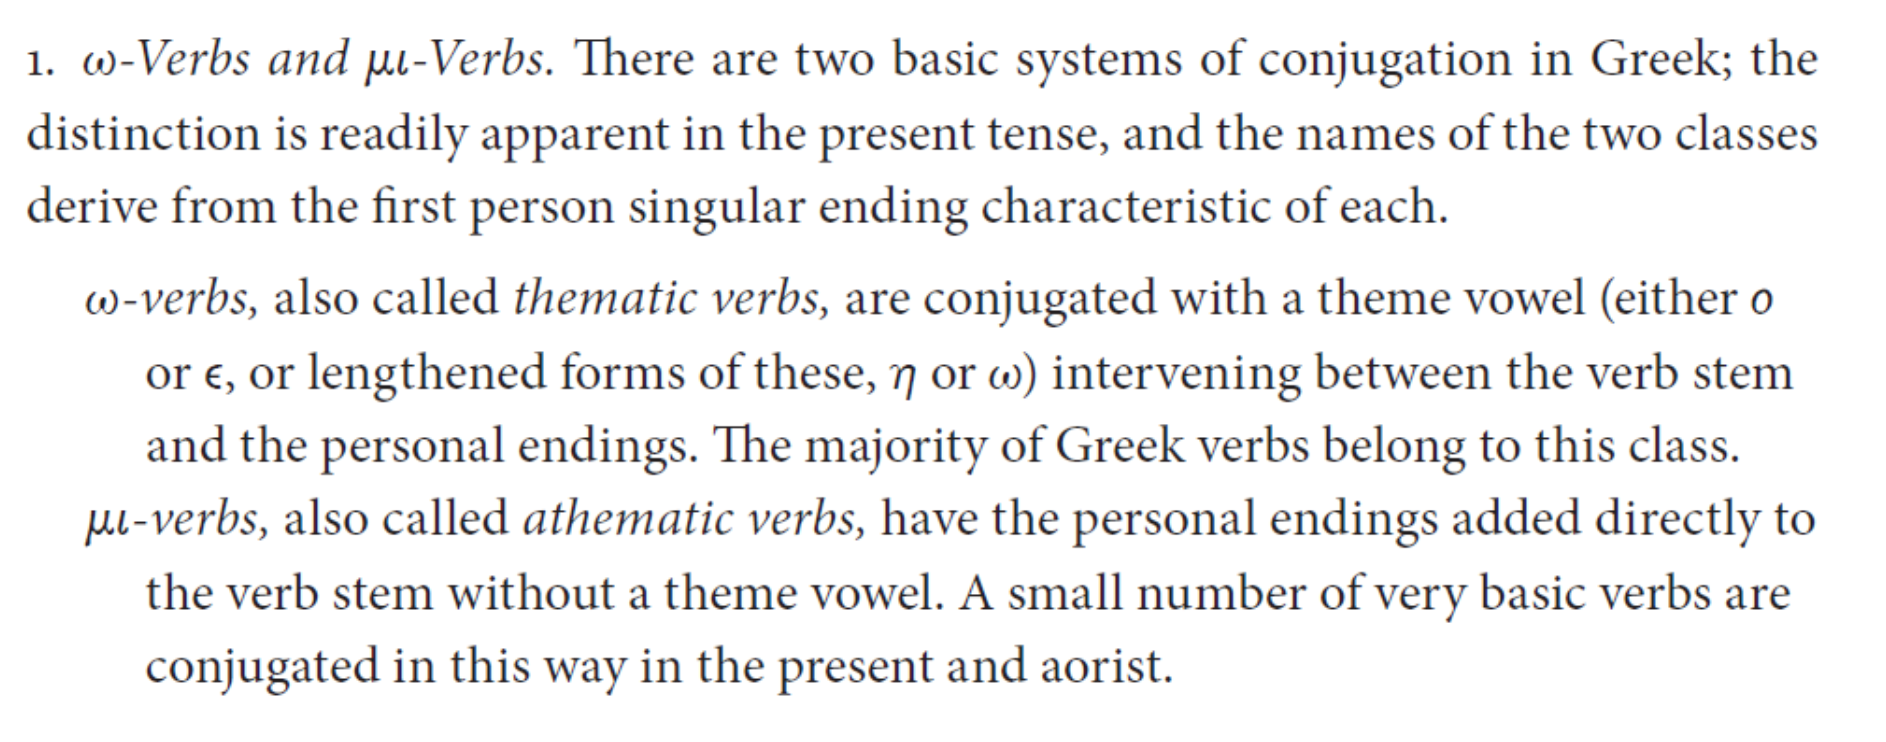 1. ω-Verbs and μι-Verbs. There are two basic systems of conjugation in Greek; the
distinction is readily apparent in the present tense, and the names of the two classes
derive from the first person singular ending characteristic of each.
ω-verbs, also called thematic verbs, are conjugated with a theme vowel (either ο
or ϵ, or lengthened forms of these, η or ω) intervening between the verb stem
and the personal endings. The majority of Greek verbs belong to this class.
μι-verbs, also called athematic verbs, have the personal endings added directly to
the verb stem without a theme vowel. A small number of very basic verbs are
conjugated in this way in the present and aorist.